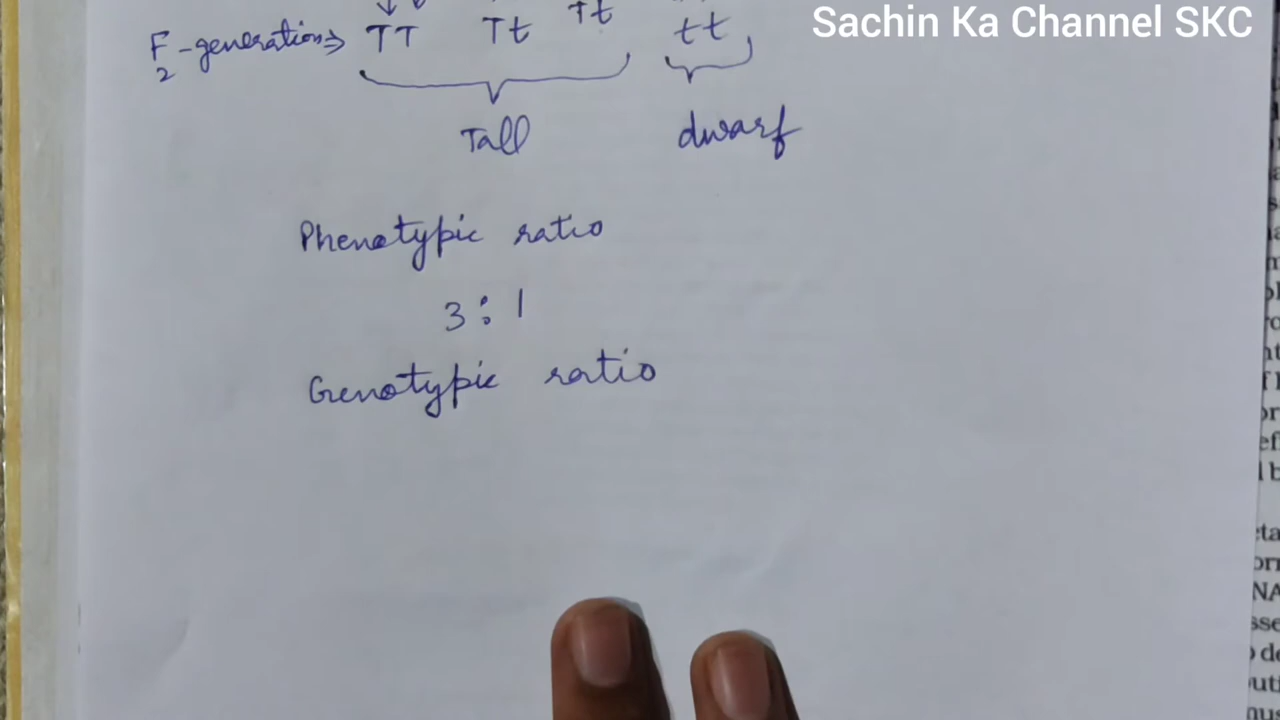 Sachin Ka Channel SKC
F2-generation⇒ TT Tt Tt tt
Tall dwarf
Phenotypic ratio
3 : 1
Genotypic ratio